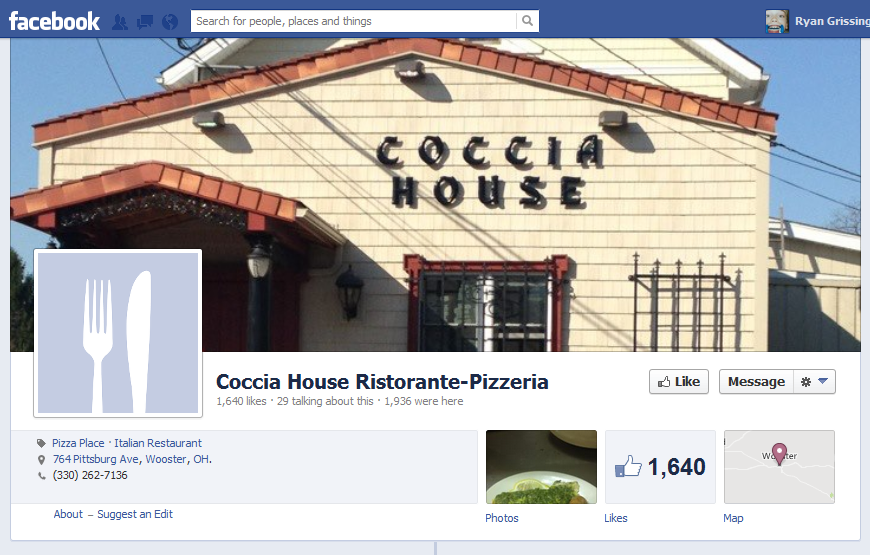 facebook
Search for people, places and things
Ryan Grissing
COCCIA
HOUSE
Coccia House Ristorante-Pizzeria
1,640 likes · 29 talking about this · 1,936 were here
Like
Message
Pizza Place · Italian Restaurant
764 Pittsburg Ave, Wooster, OH.
(330) 262-7136
1,640
Wooster
About – Suggest an Edit
Photos
Likes
Map